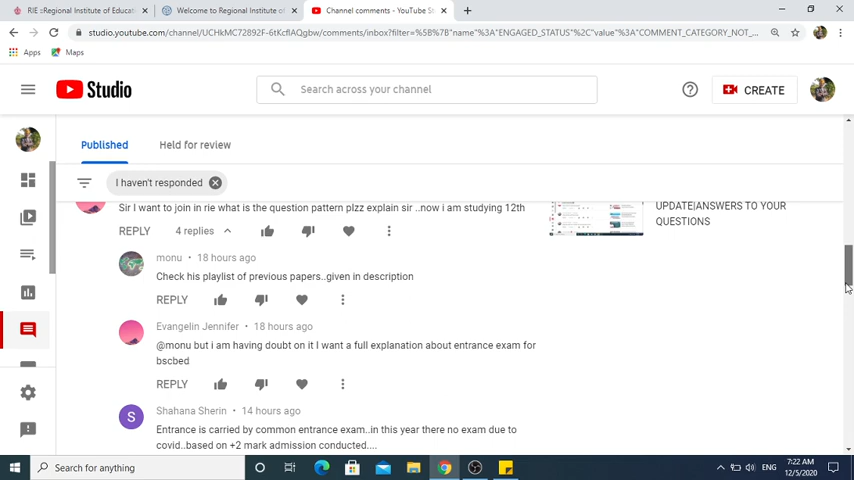 RIE ::Regional Institute of Educat
Welcome to Regional Institute of
Channel comments - YouTube St
studio.youtube.com/channel/UCHkMC72892F-6tKcflAQgbw/comments/inbox?filter=%5B%7B"name"%3A"ENGAGED_STATUS"%2C"value"%3A"COMMENT_CATEGORY_NOT_...
Apps
Maps
Studio
Search across your channel
CREATE
Published
Held for review
I haven't responded
Sir I want to join in rie what is the question pattern plzz explain sir ..now i am studying 12th
UPDATE|ANSWERS TO YOUR
QUESTIONS
REPLY 4 replies
monu • 18 hours ago
Check his playlist of previous papers..given in description
REPLY
Evangelin Jennifer • 18 hours ago
@monu but i am having doubt on it I want a full explanation about entrance exam for
bscbed
REPLY
S
Shahana Sherin • 14 hours ago
Entrance is carried by common entrance exam..in this year there no exam due to
covid..based on +2 mark admission conducted....
Search for anything
ENG
7:22 AM
12/5/2020